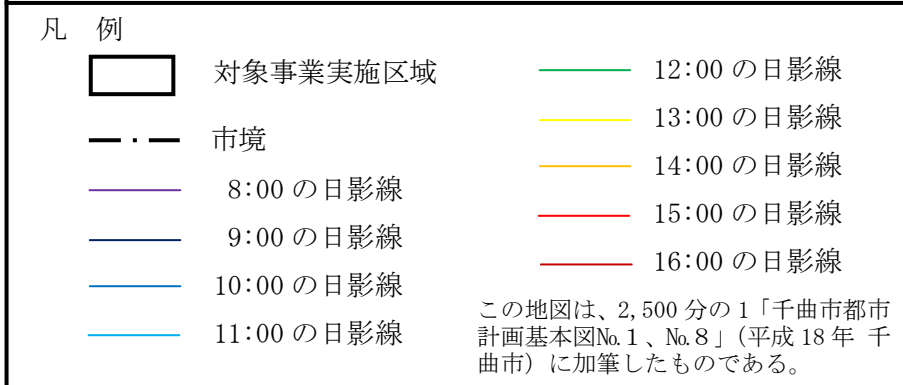 凡 例
対象事業実施区域
市境
8:00 の日影線
9:00 の日影線
10:00 の日影線
11:00 の日影線
12:00 の日影線
13:00 の日影線
14:00 の日影線
15:00 の日影線
16:00 の日影線
この地図は、2,500 分の 1「千曲市都市
計画基本図№1、№8」(平成 18 年 千
曲市) に加筆したものである。